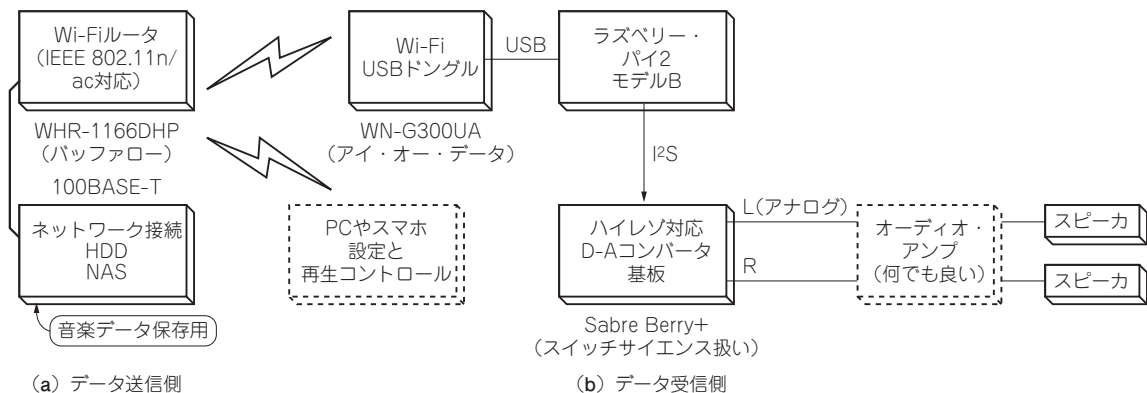 Wi-Fiルータ
(IEEE 802.11n/
ac対応)
WHR-1166DHP
(バッファロー)
100BASE-T
ネットワーク接続
HDD
NAS
音楽データ保存用
(a) データ送信側
Wi-Fi
USBドングル
WN-G300UA
(アイ・オー・データ)
PCやスマホ
設定と
再生コントロール
USB
ラズベリー・
パイ2
モデルB
I²S
ハイレゾ対応
D-Aコンバータ
基板
Sabre Berry+
(スイッチサイエンス扱い)
L(アナログ)
R
オーディオ・
アンプ
(何でも良い)
スピーカ
スピーカ
(b) データ受信側